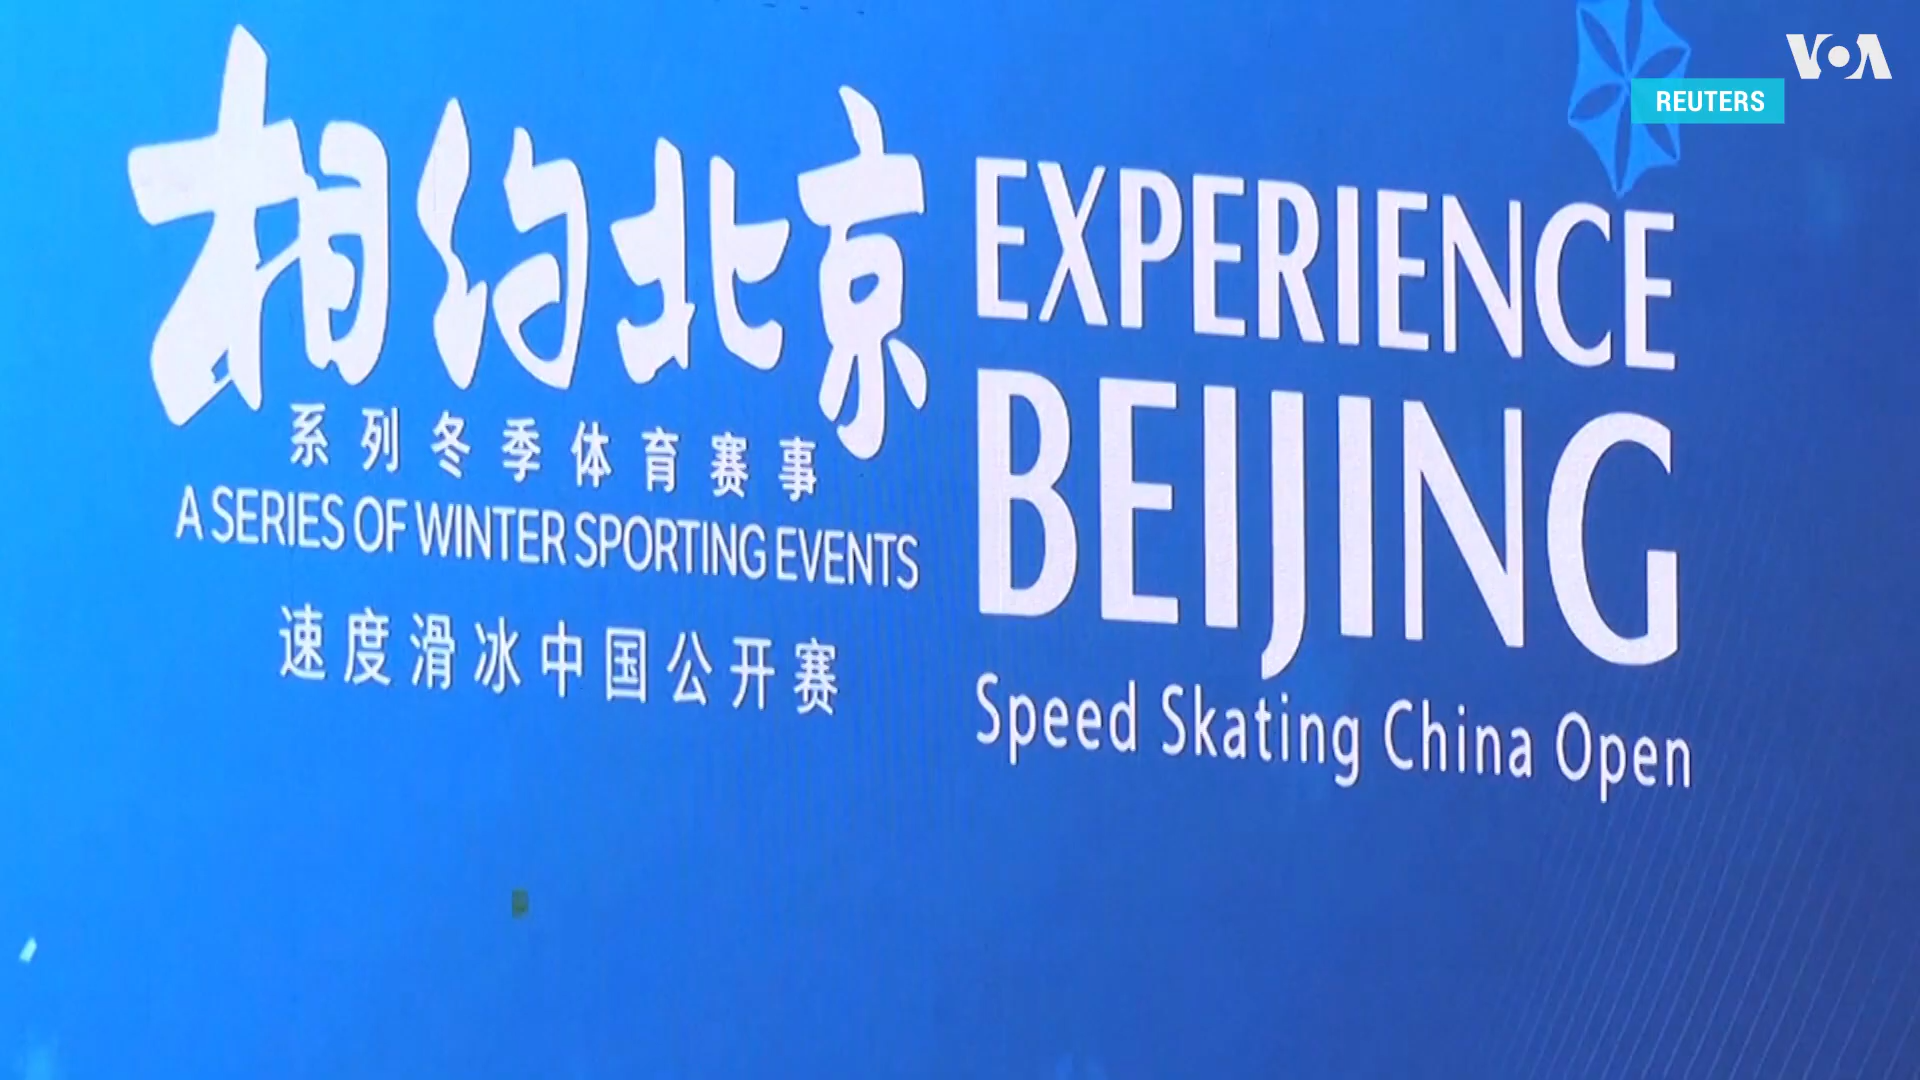 VOA
REUTERS
相约北京
系列冬季体育赛事
A SERIES OF WINTER SPORTING EVENTS
速度滑冰中国公开赛
EXPERIENCE
BEIJING
Speed Skating China Open